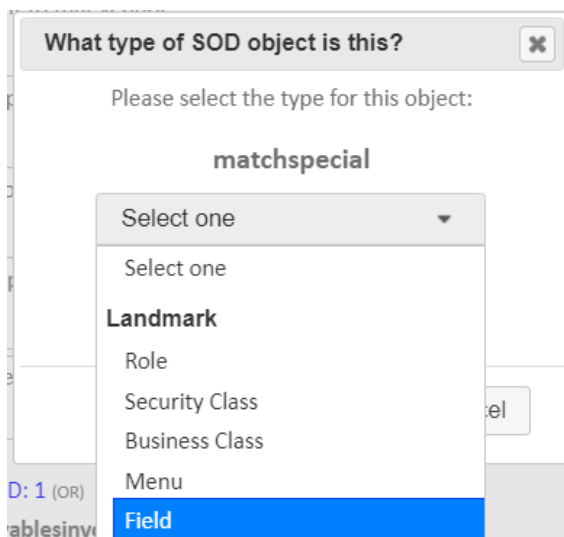 What type of SOD object is this?
Please select the type for this object:
matchspecial
Select one
Select one
Landmark
Role
Security Class
Business Class
Menu
Field
D: 1 (OR)